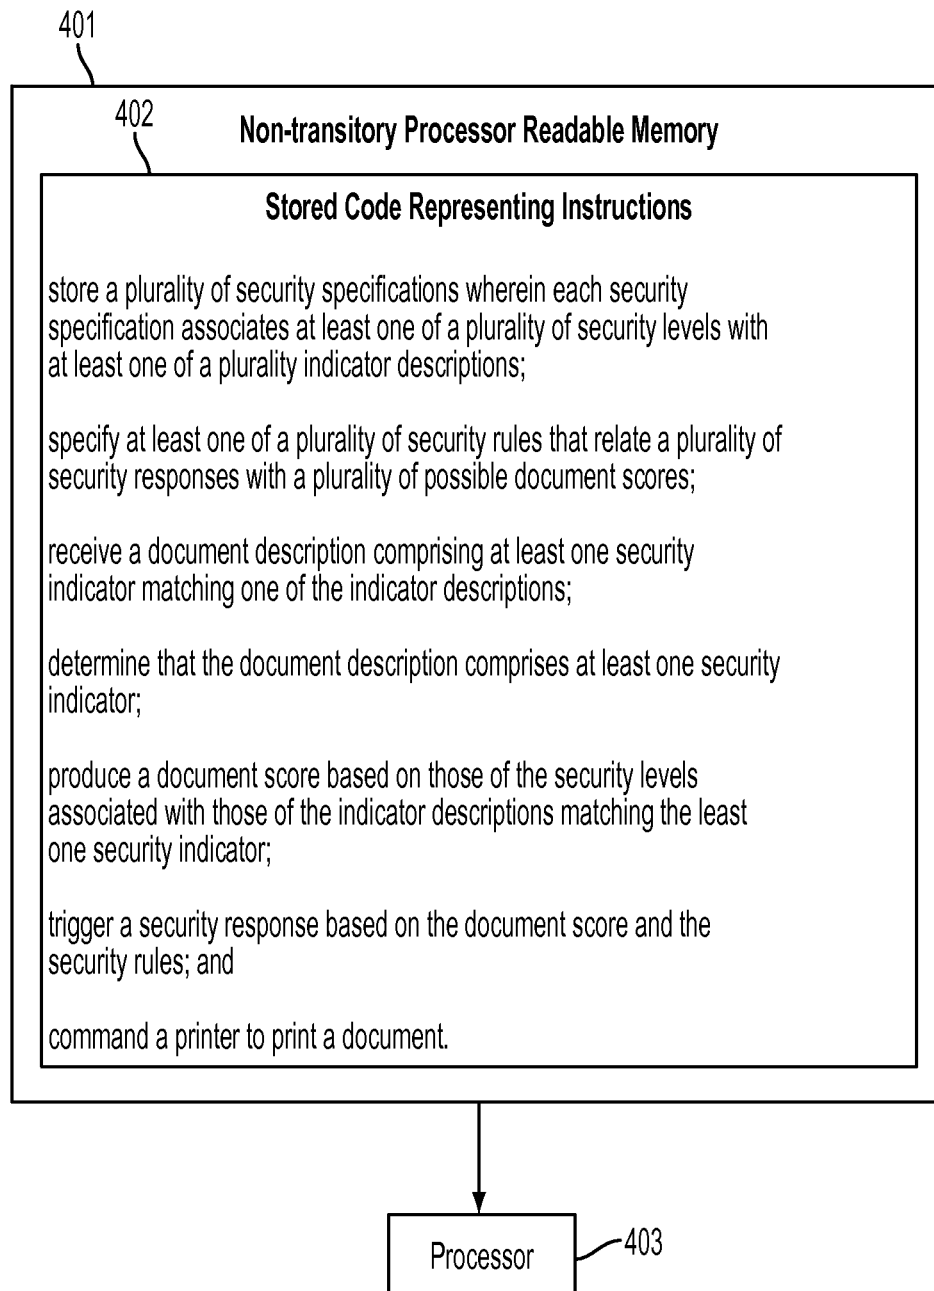 401
402
Non-transitory Processor Readable Memory
Stored Code Representing Instructions
store a plurality of security specifications wherein each security
specification associates at least one of a plurality of security levels with
at least one of a plurality indicator descriptions;
specify at least one of a plurality of security rules that relate a plurality of
security responses with a plurality of possible document scores;
receive a document description comprising at least one security
indicator matching one of the indicator descriptions;
determine that the document description comprises at least one security
indicator;
produce a document score based on those of the security levels
associated with those of the indicator descriptions matching the least
one security indicator;
trigger a security response based on the document score and the
security rules; and
command a printer to print a document.
Processor
403